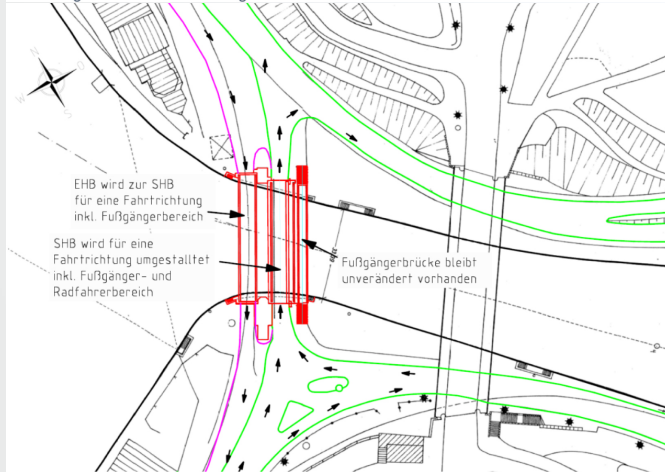 N
O
W
S
EHB wird zur SHB
für eine Fahrtrichtung
inkl. Fußgängerbereich
SHB wird für eine
Fahrtrichtung umgestalltet
inkl. Fußgänger- und
Radfahrerbereich
Fußgängerbrücke bleibt
unverändert vorhanden